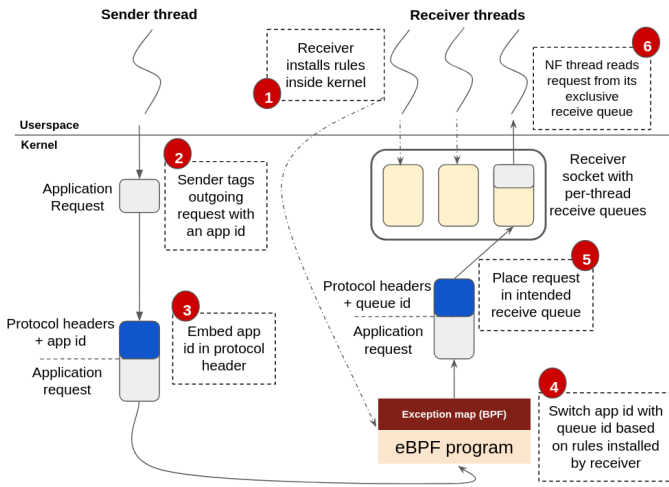 Sender thread
Receiver threads
Receiver
installs rules
inside kernel
1
6
NF thread reads
request from its
exclusive
receive queue
Userspace
Kernel
2
Sender tags
outgoing
request with
an app id
Application
Request
Receiver
socket with
per-thread
receive queues
5
Place request
in intended
receive queue
3
Embed app
id in protocol
header
Protocol headers
+ app id
Application
request
Protocol headers
+ queue id
Application
request
4
Switch app id with
queue id based
on rules installed
by receiver
Exception map (BPF)
eBPF program